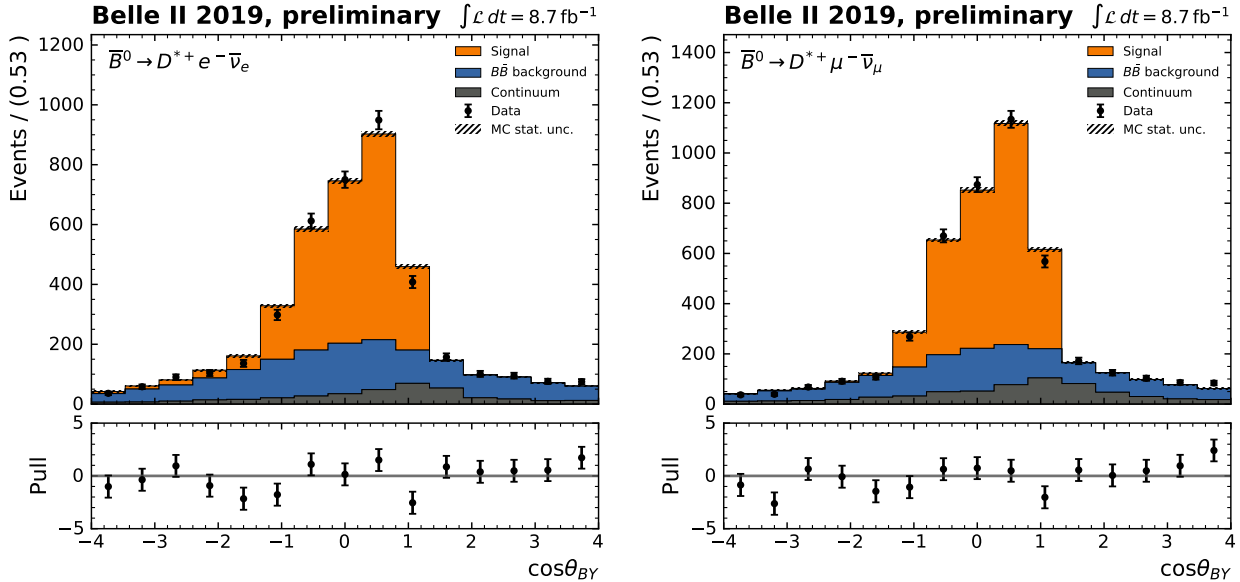 Belle II 2019, preliminary ∫ℒ dt = 8.7 fb⁻¹
B̅⁰ → D*⁺ e⁻ ν̅ₑ
Signal
BB̅ background
Continuum
Data
MC stat. unc.
Events / (0.53)
1200
1000
800
600
400
200
0
Pull
5
0
−5
−4 −3 −2 −1 0 1 2 3 4
cosθ_BY
Belle II 2019, preliminary ∫ℒ dt = 8.7 fb⁻¹
B̅⁰ → D*⁺ μ⁻ ν̅_μ
Signal
BB̅ background
Continuum
Data
MC stat. unc.
Events / (0.53)
1400
1200
1000
800
600
400
200
0
Pull
5
0
−5
−4 −3 −2 −1 0 1 2 3 4
cosθ_BY